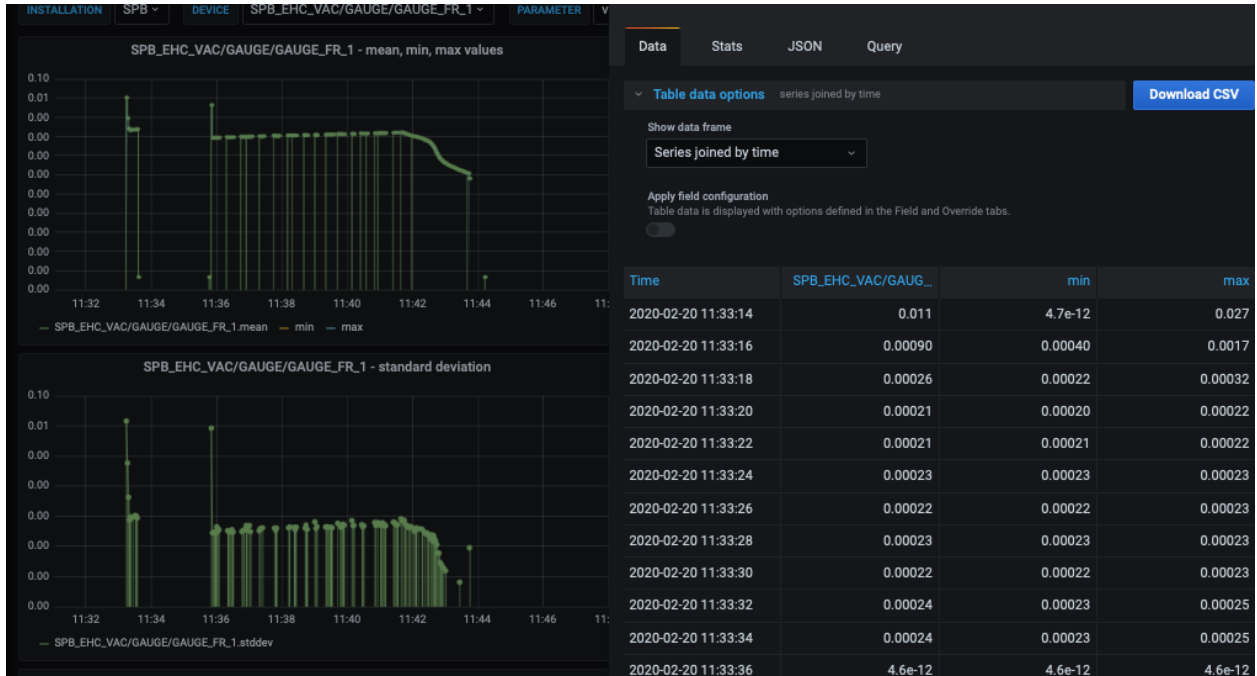 INSTALLATION SPB DEVICE SPB_EHC_VAC/GAUGE/GAUGE_FR_1 PARAMETER V
SPB_EHC_VAC/GAUGE/GAUGE_FR_1 - mean, min, max values
0.10
0.01
0.00
0.00
0.00
0.00
0.00
0.00
0.00
0.00
0.00
0.00
11:32 11:34 11:36 11:38 11:40 11:42 11:44 11:46 11:
SPB_EHC_VAC/GAUGE/GAUGE_FR_1.mean min max
SPB_EHC_VAC/GAUGE/GAUGE_FR_1 - standard deviation
0.10
0.01
0.00
0.00
0.00
0.00
0.00
0.00
11:32 11:34 11:36 11:38 11:40 11:42 11:44 11:46 11:
SPB_EHC_VAC/GAUGE/GAUGE_FR_1.stddev
Data Stats JSON Query
Table data options series joined by time Download CSV
Show data frame
Series joined by time
Apply field configuration
Table data is displayed with options defined in the Field and Override tabs.
Time SPB_EHC_VAC/GAUG... min max
2020-02-20 11:33:14 0.011 4.7e-12 0.027
2020-02-20 11:33:16 0.00090 0.00040 0.0017
2020-02-20 11:33:18 0.00026 0.00022 0.00032
2020-02-20 11:33:20 0.00021 0.00020 0.00022
2020-02-20 11:33:22 0.00021 0.00021 0.00022
2020-02-20 11:33:24 0.00023 0.00023 0.00023
2020-02-20 11:33:26 0.00022 0.00022 0.00023
2020-02-20 11:33:28 0.00023 0.00023 0.00023
2020-02-20 11:33:30 0.00022 0.00022 0.00023
2020-02-20 11:33:32 0.00024 0.00023 0.00025
2020-02-20 11:33:34 0.00024 0.00023 0.00025
2020-02-20 11:33:36 4.6e-12 4.6e-12 4.6e-12